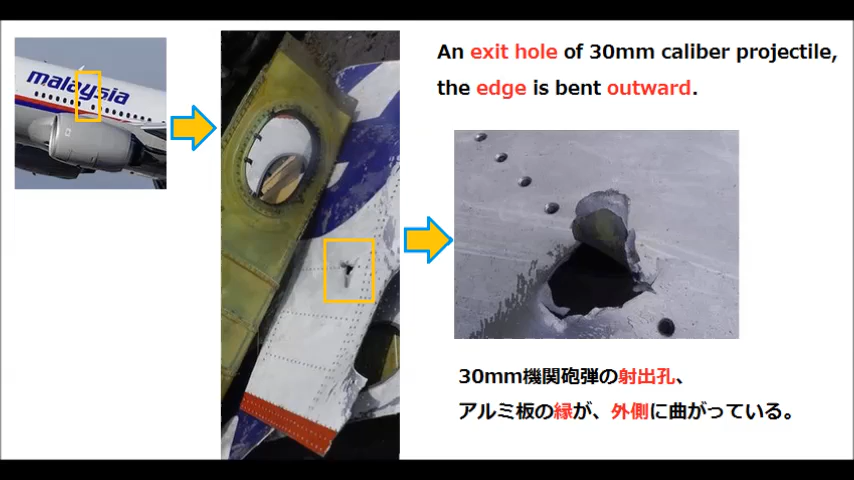 malaysia
An exit hole of 30mm caliber projectile,
the edge is bent outward.
30mm機関砲弾の射出孔、
アルミ板の縁が、外側に曲がっている。